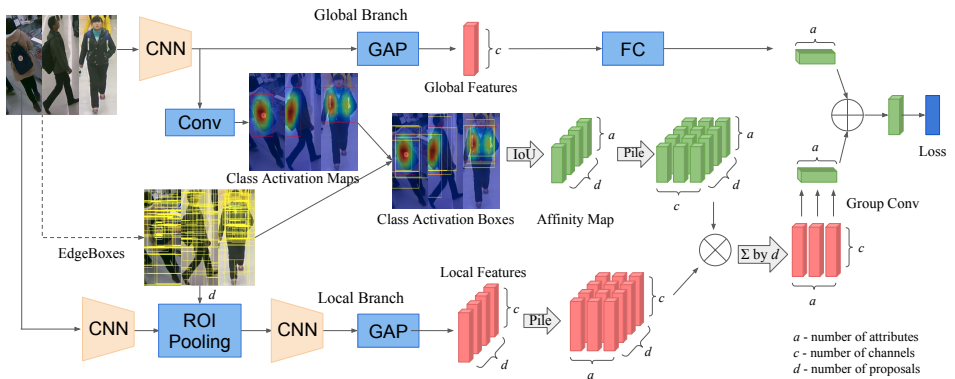 Global Branch
CNN
GAP
c
Global Features
FC
a
Conv
Class Activation Maps
IoU
a
d
Affinity Map
Pile
a
c
d
Class Activation Boxes
a
Loss
Group Conv
EdgeBoxes
d
Σ by d
c
a
CNN
ROI
Pooling
CNN
Local Branch
GAP
Local Features
c
d
Pile
c
a
d
a - number of attributes
c - number of channels
d - number of proposals